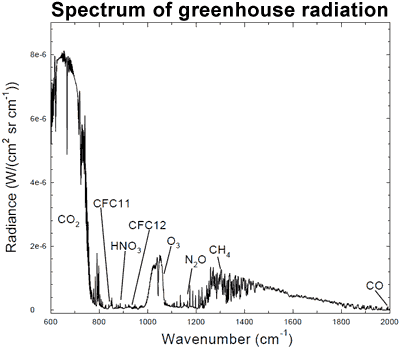 Spectrum of greenhouse radiation
Radiance (W/(cm² sr cm⁻¹))
8e-6
6e-6
4e-6
2e-6
0
CO₂
CFC11
HNO₃
CFC12
O₃
N₂O
CH₄
CO
600 800 1000 1200 1400 1600 1800 2000
Wavenumber (cm⁻¹)